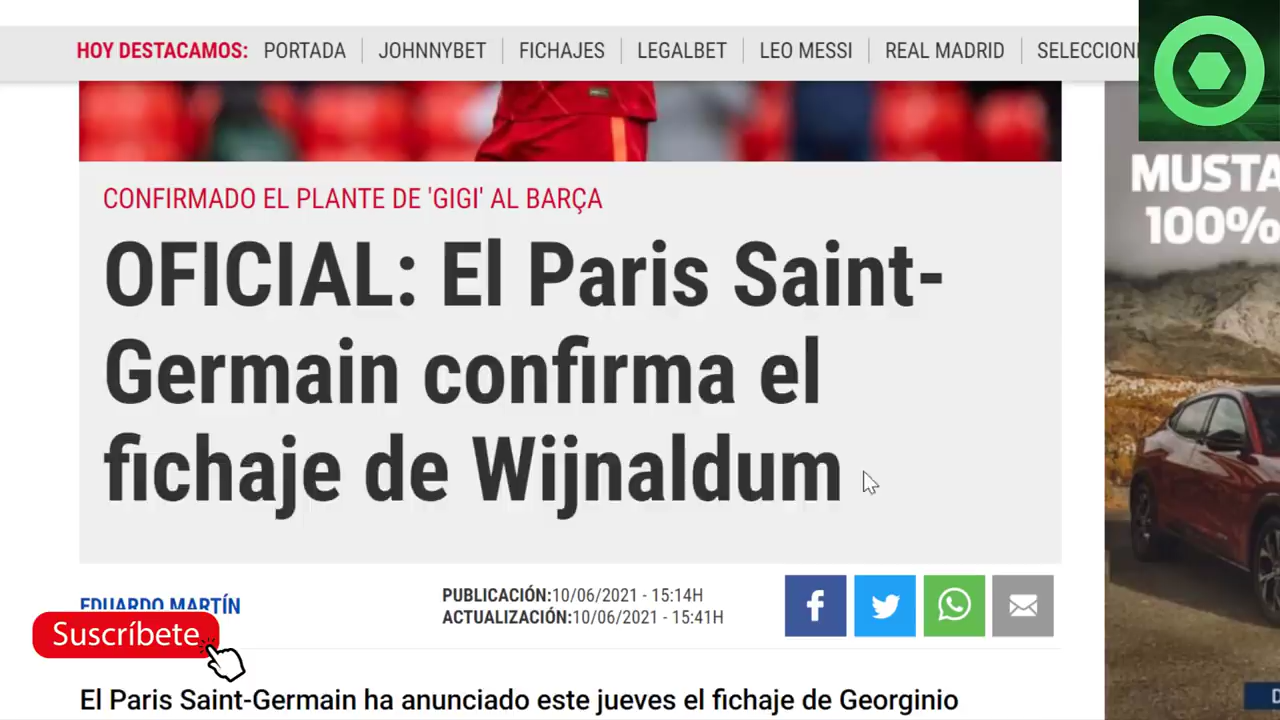 HOY DESTACAMOS: PORTADA JOHNNYBET FICHAJES LEGALBET LEO MESSI REAL MADRID
MUSTA
100%
CONFIRMADO EL PLANTE DE 'GIGI' AL BARÇA
OFICIAL: El Paris Saint-
Germain confirma el
fichaje de Wijnaldum
EDUARDO MARTÍN
PUBLICACIÓN:10/06/2021 - 15:14H
ACTUALIZACIÓN:10/06/2021 - 15:41H
Suscríbete
El Paris Saint-Germain ha anunciado este jueves el fichaje de Georginio